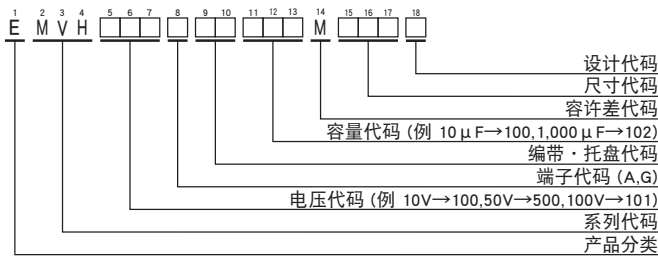 1 2 3 4 5 6 7 8 9 10 11 12 13 14 15 16 17 18
E M V H □□□ □ □□ □□□ M □□□ □
设计代码
尺寸代码
容许差代码
容量代码 (例 10μF→100,1,000μF→102)
编带・托盘代码
端子代码 (A,G)
电压代码 (例 10V→100,50V→500,100V→101)
系列代码
产品分类